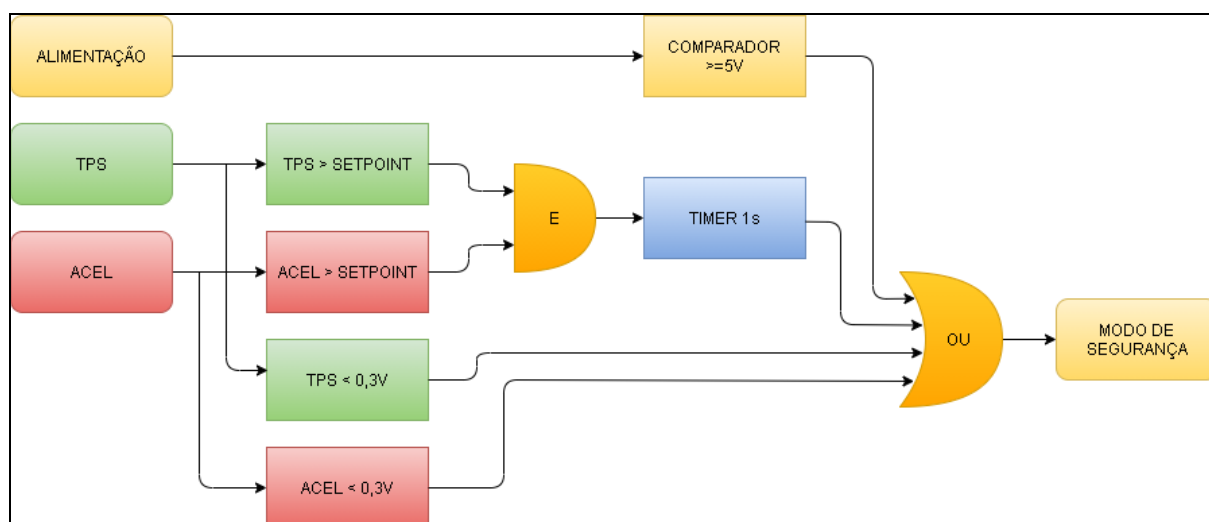 ALIMENTAÇÃO
COMPARADOR
>=5V
TPS
TPS > SETPOINT
E
TIMER 1s
ACEL
ACEL > SETPOINT
OU
MODO DE
SEGURANÇA
TPS < 0,3V
ACEL < 0,3V